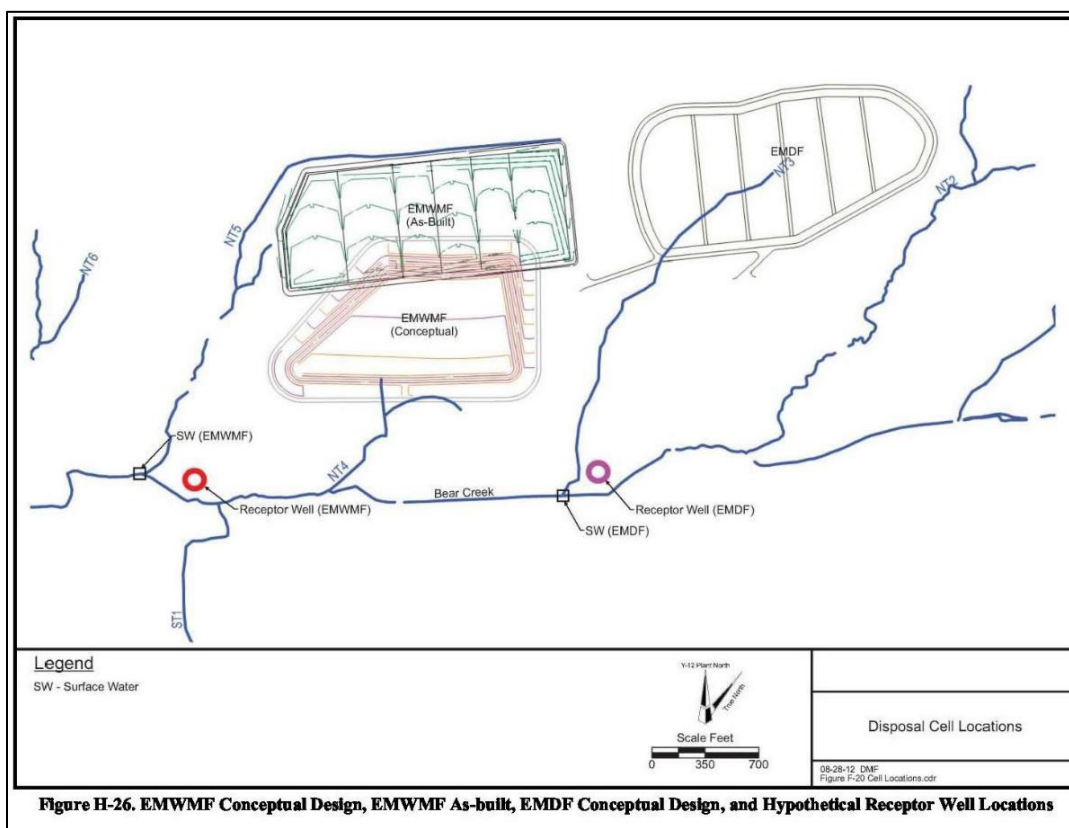 NT3
EMDF
NT2
EMWMF
(As-Built)
NT5
NT6
EMWMF
(Conceptual)
SW (EMWMF)
NT4
Bear Creek
Receptor Well (EMWMF)
Receptor Well (EMDF)
SW (EMDF)
ST1
Legend
SW - Surface Water
Y-12 Plant North
True North
Scale Feet
0 350 700
Disposal Cell Locations
08-28-12 DMF
Figure F-20 Cell Locations.cdr
Figure H-26. EMWMF Conceptual Design, EMWMF As-built, EMDF Conceptual Design, and Hypothetical Receptor Well Locations